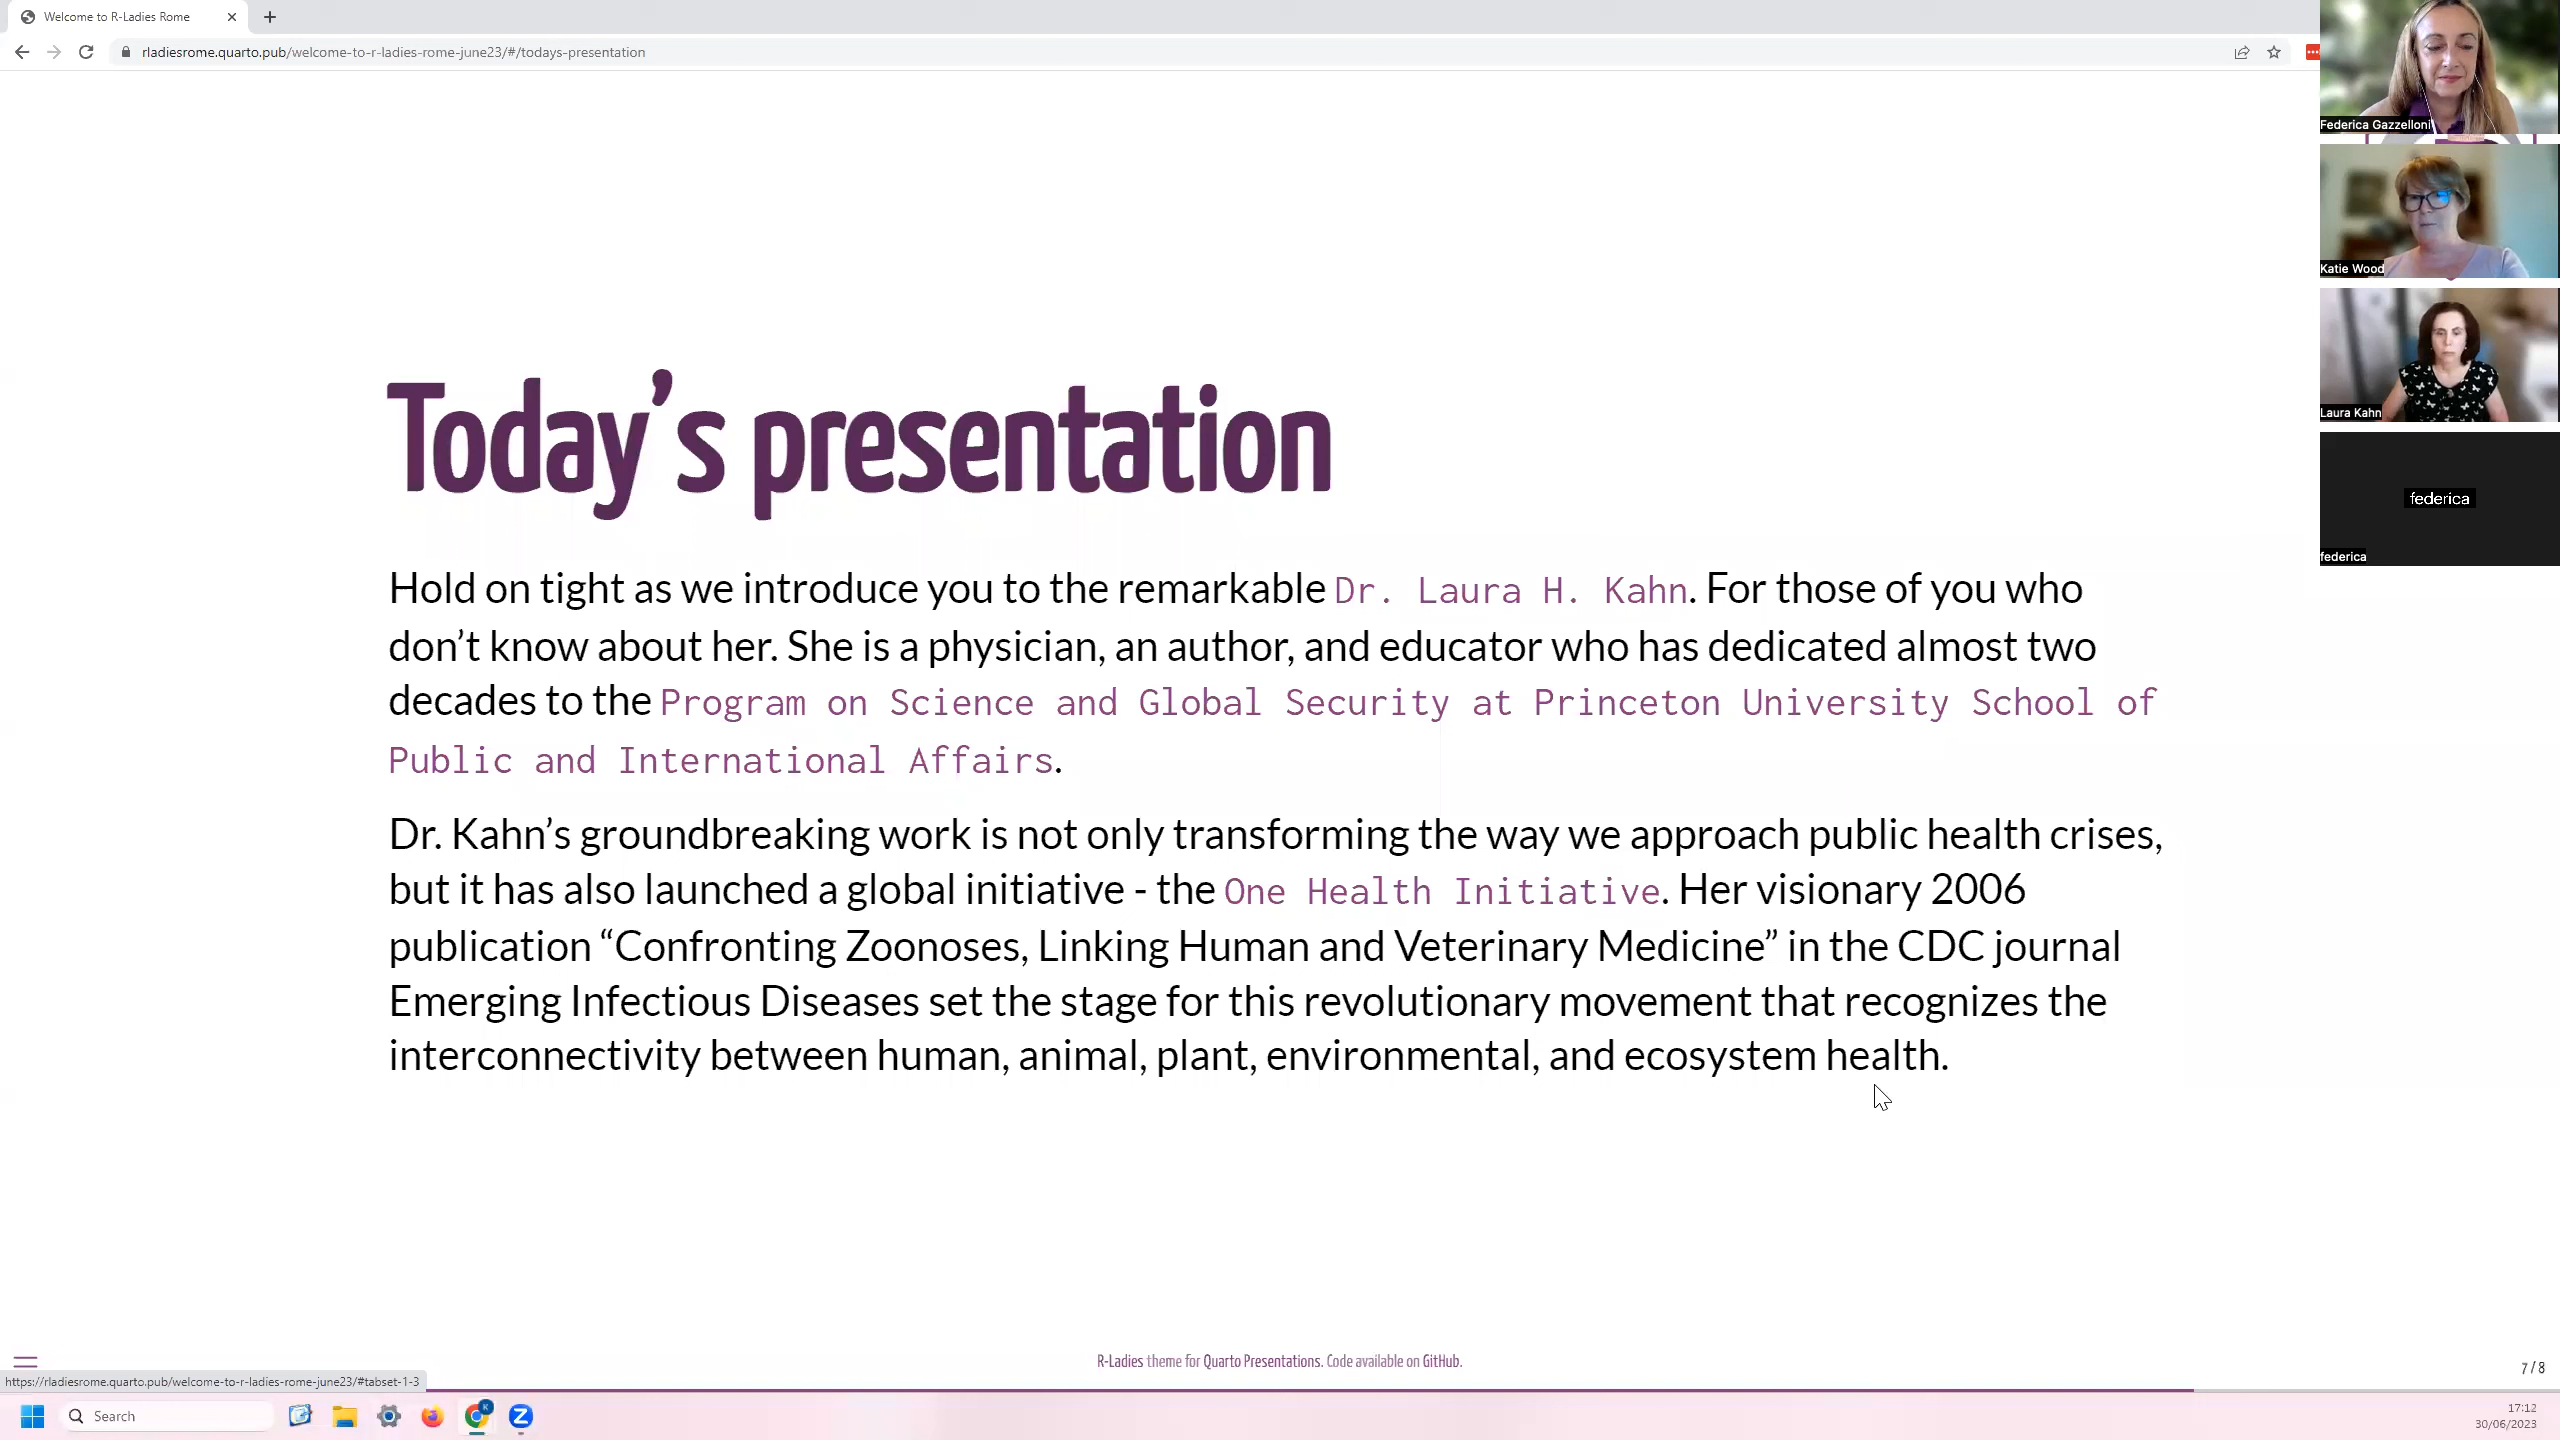 Welcome to R-Ladies Rome
rladiesrome.quarto.pub/welcome-to-r-ladies-rome-june23/#/todays-presentation
Federica Gazzelloni
Katie Wood
Laura Kahn
federica
federica
Today’s presentation
Hold on tight as we introduce you to the remarkable Dr. Laura H. Kahn. For those of you who
don’t know about her. She is a physician, an author, and educator who has dedicated almost two
decades to the Program on Science and Global Security at Princeton University School of
Public and International Affairs.
Dr. Kahn’s groundbreaking work is not only transforming the way we approach public health crises,
but it has also launched a global initiative - the One Health Initiative. Her visionary 2006
publication “Confronting Zoonoses, Linking Human and Veterinary Medicine” in the CDC journal
Emerging Infectious Diseases set the stage for this revolutionary movement that recognizes the
interconnectivity between human, animal, plant, environmental, and ecosystem health.
R-Ladies theme for Quarto Presentations. Code available on GitHub.
7 / 8
https://rladiesrome.quarto.pub/welcome-to-r-ladies-rome-june23/#tabset-1-3
Search
K
Z
17:12
30/06/2023